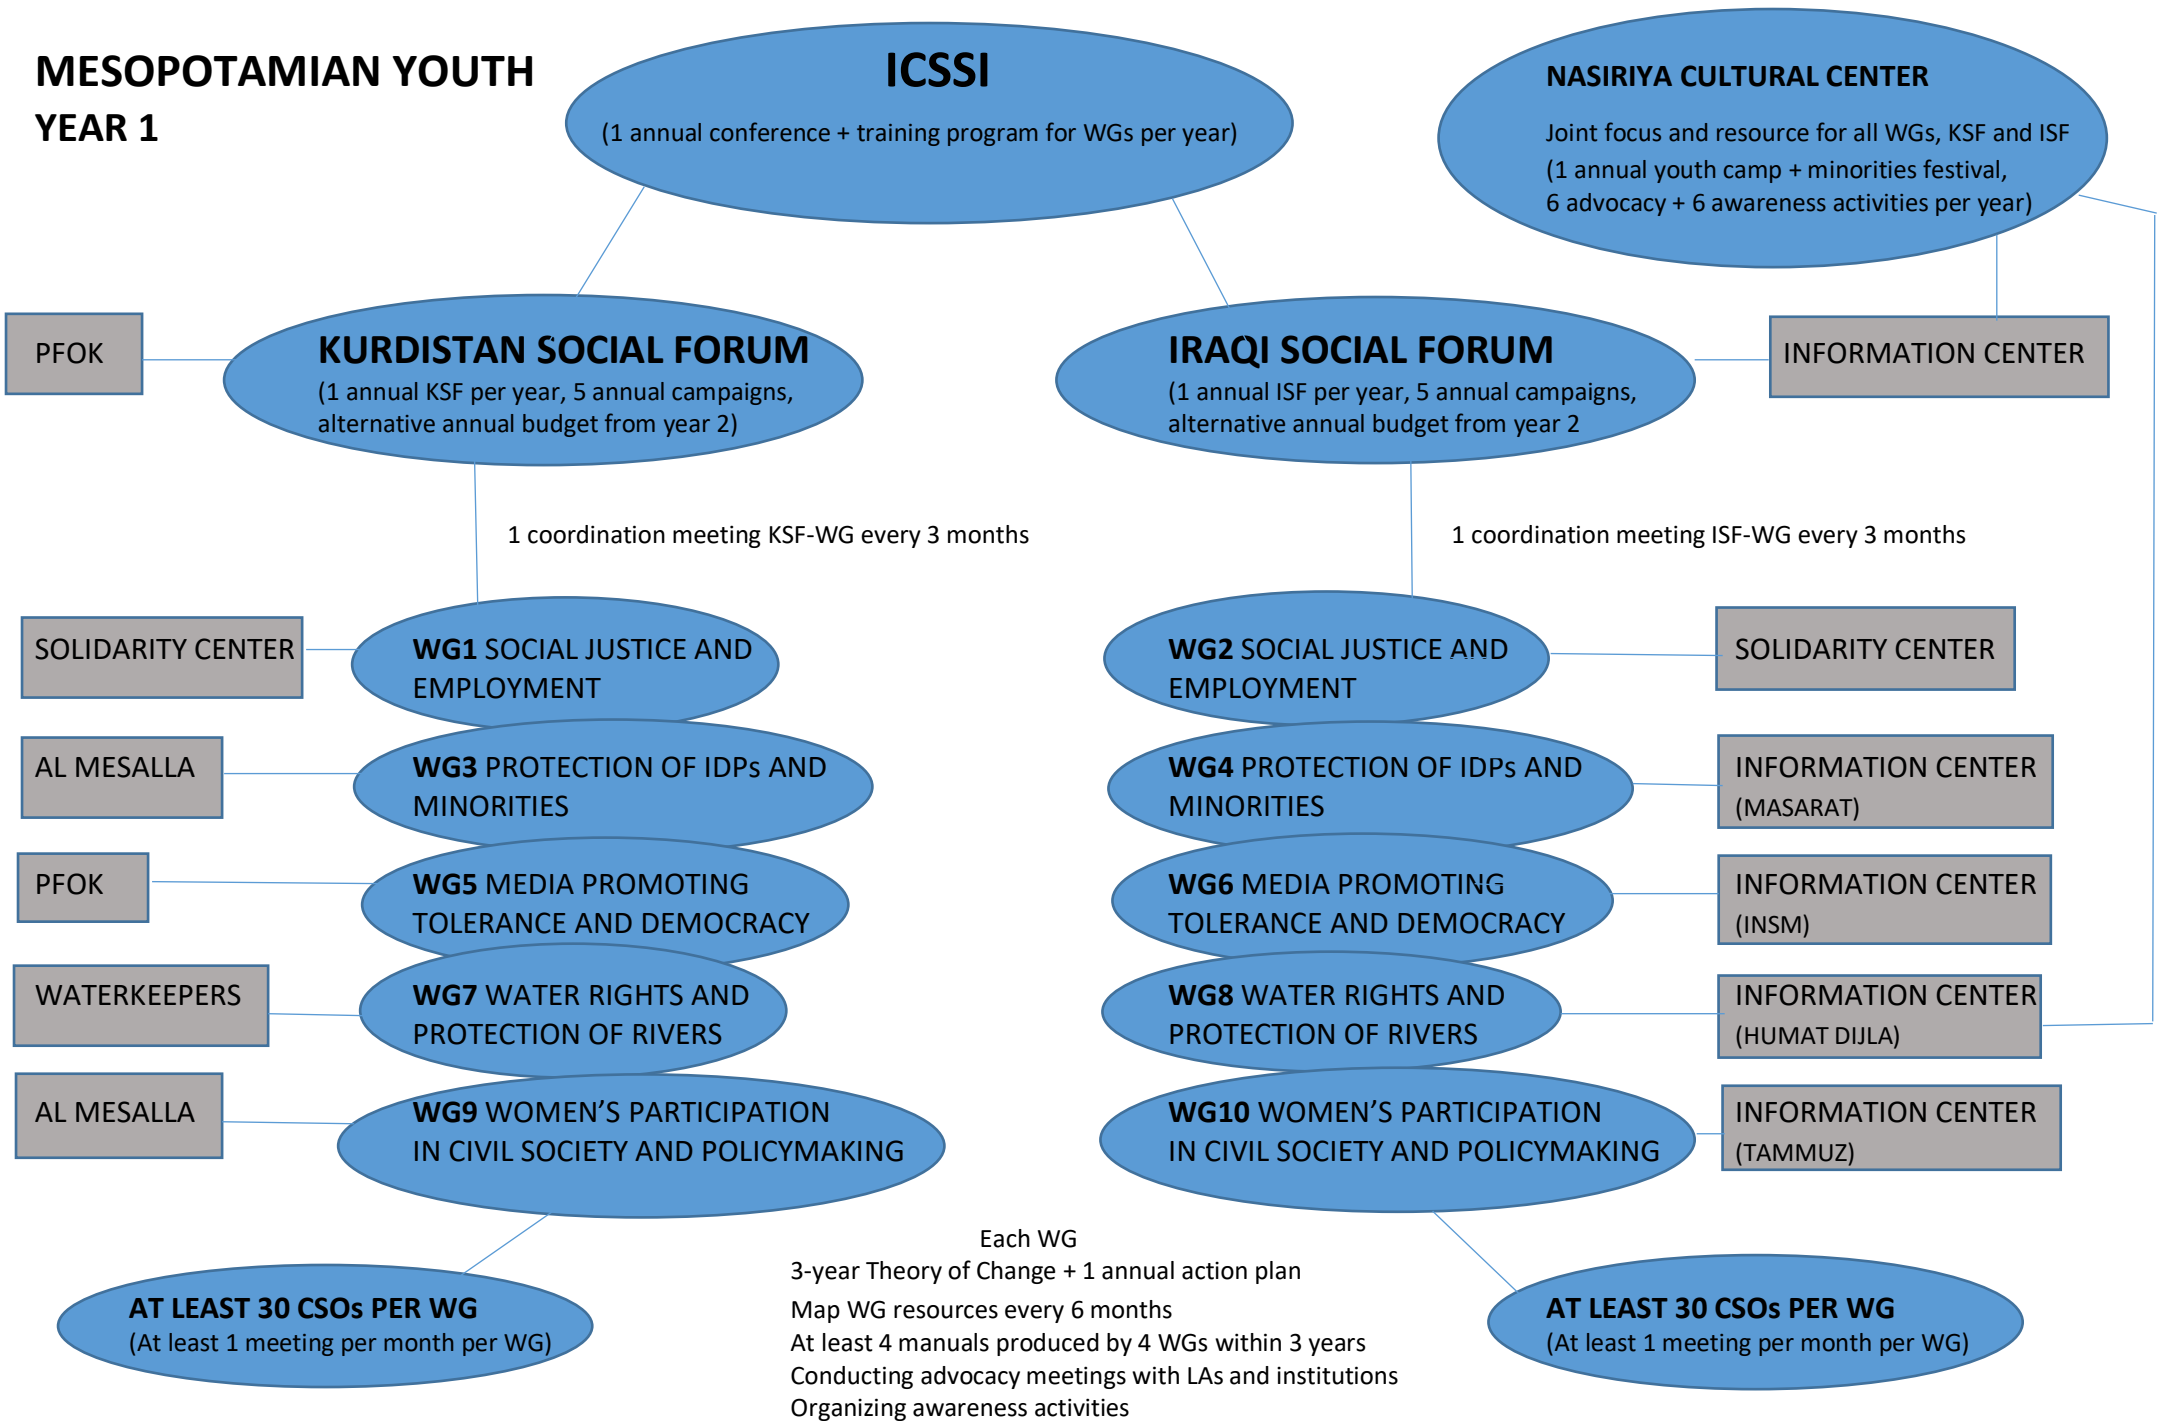 MESOPOTAMIAN YOUTH
YEAR 1
ICSSI
(1 annual conference + training program for WGs per year)
NASIRIYA CULTURAL CENTER
Joint focus and resource for all WGs, KSF and ISF
(1 annual youth camp + minorities festival,
6 advocacy + 6 awareness activities per year)
PFOK
KURDISTAN SOCIAL FORUM
(1 annual KSF per year, 5 annual campaigns,
alternative annual budget from year 2)
IRAQI SOCIAL FORUM
(1 annual ISF per year, 5 annual campaigns,
alternative annual budget from year 2
INFORMATION CENTER
1 coordination meeting KSF-WG every 3 months
1 coordination meeting ISF-WG every 3 months
SOLIDARITY CENTER
WG1 SOCIAL JUSTICE AND
EMPLOYMENT
WG2 SOCIAL JUSTICE AND
EMPLOYMENT
SOLIDARITY CENTER
AL MESALLA
WG3 PROTECTION OF IDPs AND
MINORITIES
WG4 PROTECTION OF IDPs AND
MINORITIES
INFORMATION CENTER
(MASARAT)
PFOK
WG5 MEDIA PROMOTING
TOLERANCE AND DEMOCRACY
WG6 MEDIA PROMOTING
TOLERANCE AND DEMOCRACY
INFORMATION CENTER
(INSM)
WATERKEEPERS
WG7 WATER RIGHTS AND
PROTECTION OF RIVERS
WG8 WATER RIGHTS AND
PROTECTION OF RIVERS
INFORMATION CENTER
(HUMAT DIJLA)
AL MESALLA
WG9 WOMEN’S PARTICIPATION
IN CIVIL SOCIETY AND POLICYMAKING
WG10 WOMEN’S PARTICIPATION
IN CIVIL SOCIETY AND POLICYMAKING
INFORMATION CENTER
(TAMMUZ)
AT LEAST 30 CSOs PER WG
(At least 1 meeting per month per WG)
Each WG
3-year Theory of Change + 1 annual action plan
Map WG resources every 6 months
At least 4 manuals produced by 4 WGs within 3 years
Conducting advocacy meetings with LAs and institutions
Organizing awareness activities
AT LEAST 30 CSOs PER WG
(At least 1 meeting per month per WG)